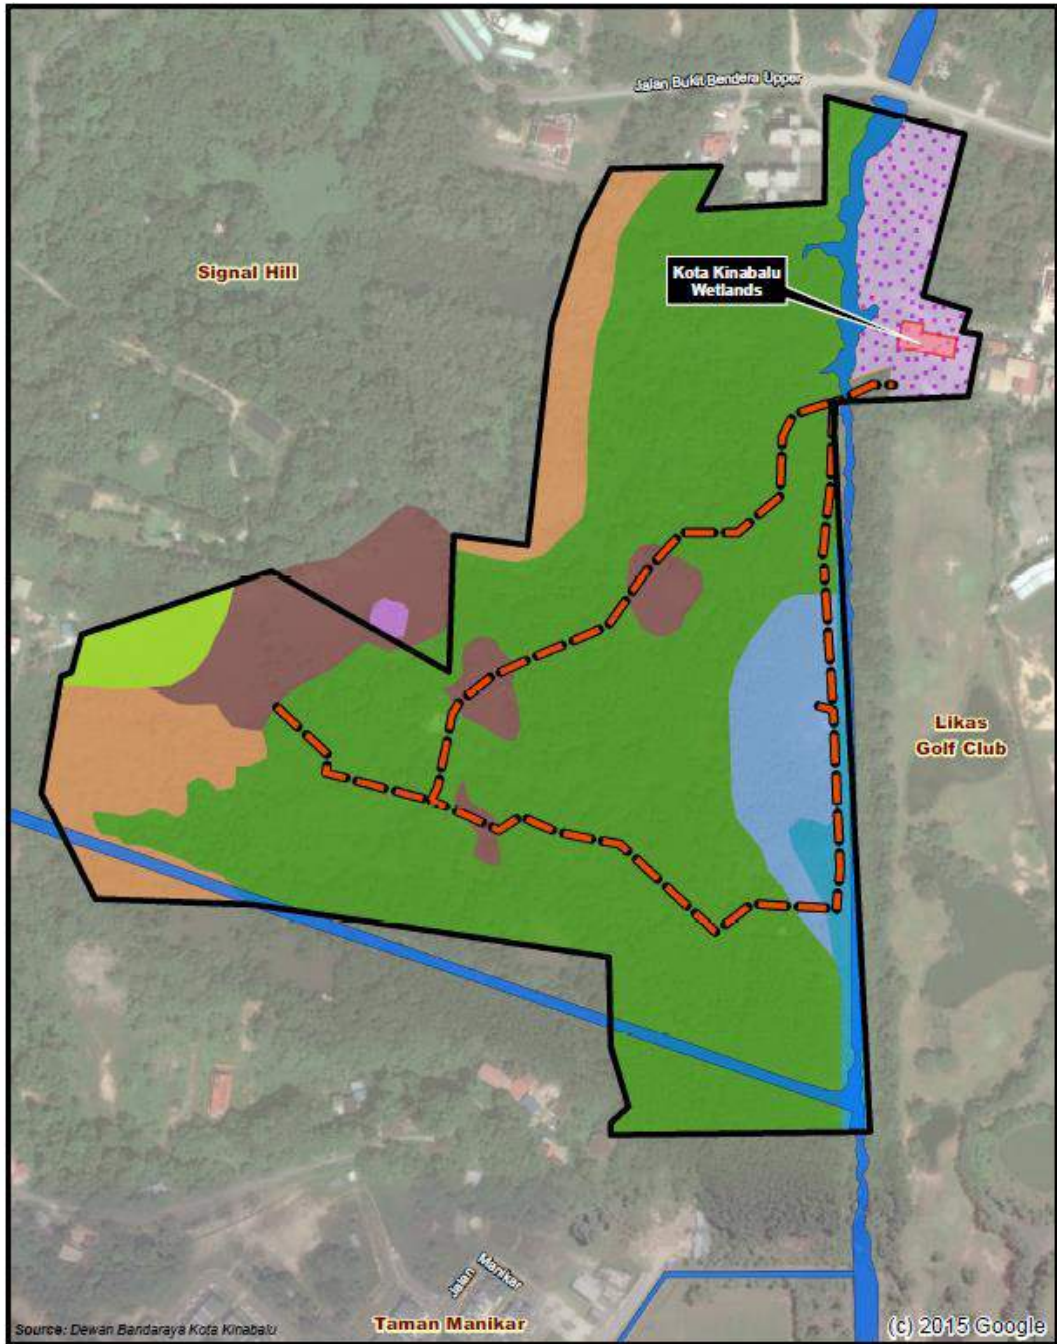 Jalan Bukit Bendera Upper
Signal Hill
Kota Kinabalu
Wetlands
Likas
Golf Club
Jalan Manikar
Taman Manikar
Source: Dewan Bandaraya Kota Kinabalu
(c) 2015 Google